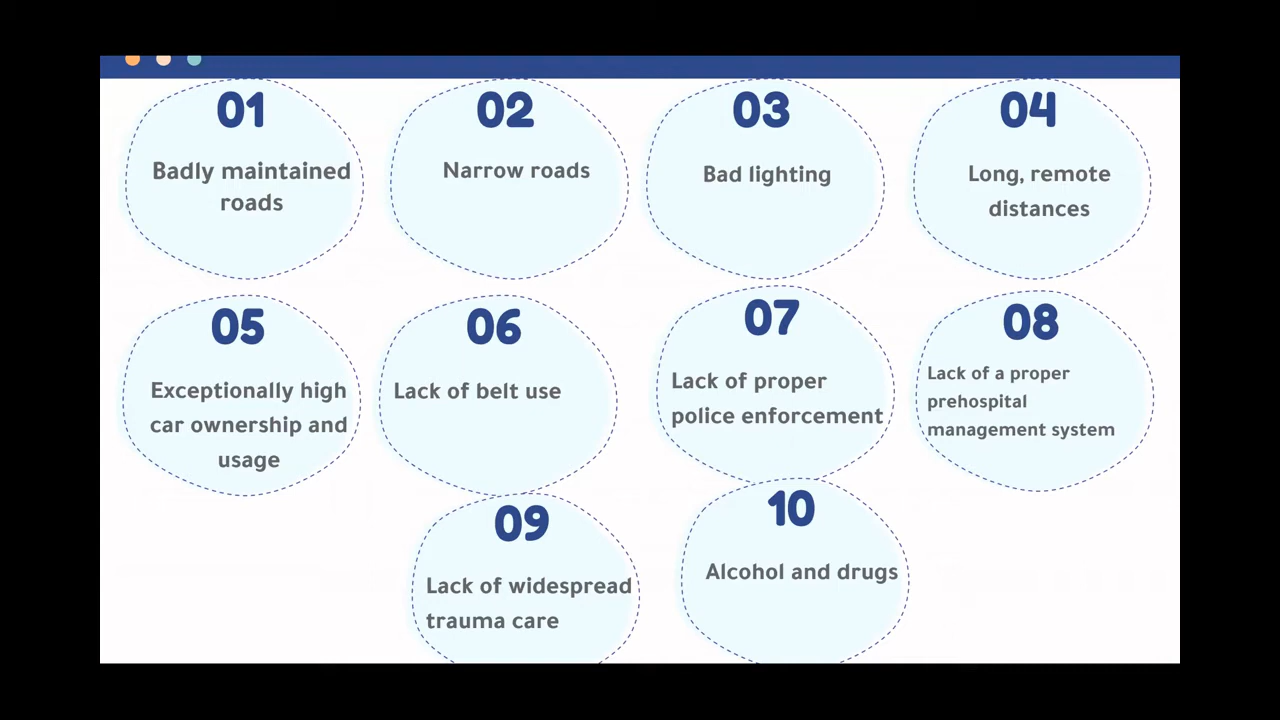 01
Badly maintained
roads
02
Narrow roads
03
Bad lighting
04
Long, remote
distances
05
Exceptionally high
car ownership and
usage
06
Lack of belt use
07
Lack of proper
police enforcement
08
Lack of a proper
prehospital
management system
09
Lack of widespread
trauma care
10
Alcohol and drugs